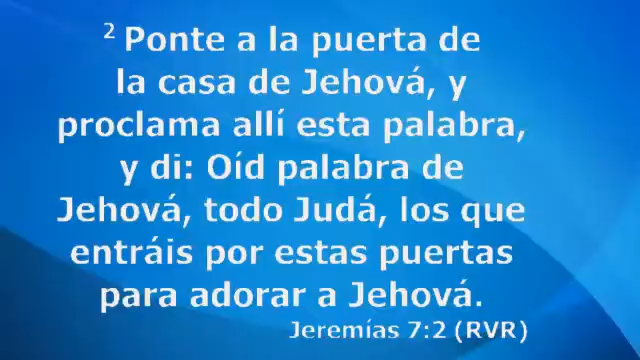 2 Ponte a la puerta de
la casa de Jehová, y
proclama allí esta palabra,
y di: Oíd palabra de
Jehová, todo Judá, los que
entráis por estas puertas
para adorar a Jehová.
Jeremías 7:2 (RVR)